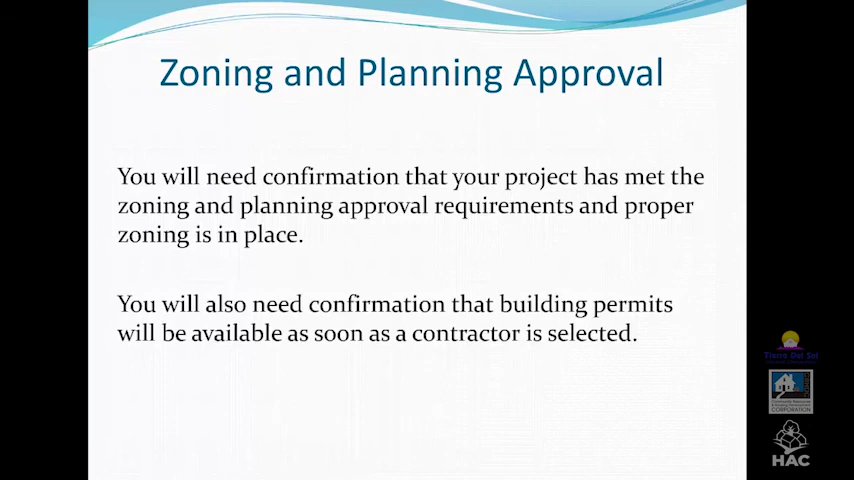 Zoning and Planning Approval
You will need confirmation that your project has met the
zoning and planning approval requirements and proper
zoning is in place.
You will also need confirmation that building permits
will be available as soon as a contractor is selected.
Tierra Del Sol
CORPORATION
HAC